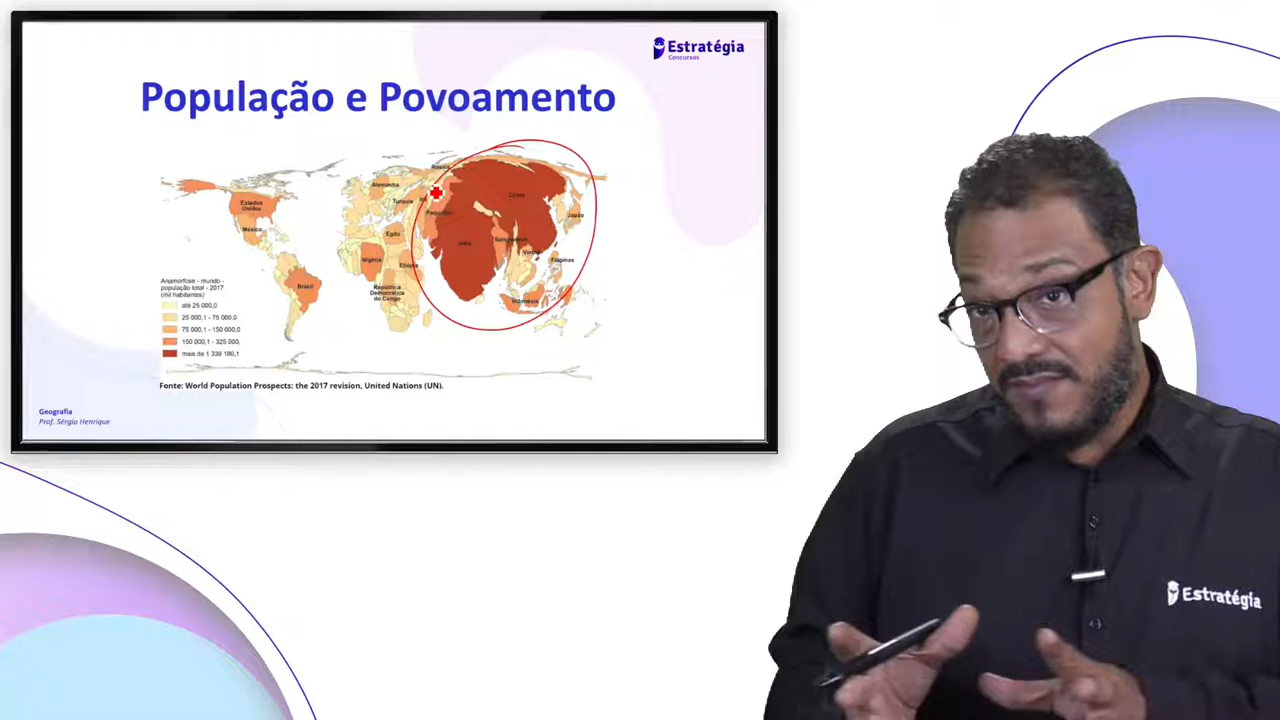 Estratégia
Concursos
População e Povoamento
Rússia
Alemanha
Estados
Unidos
China
Turquia
Irã
Paquistão
Japão
México
Egito
Índia
Bangladesh
Nigéria
Vietnã
Filipinas
Etiópia
Brasil
República
Democrática
do Congo
Indonésia
Anamorfose - mundo -
população total - 2017
(mil habitantes)
até 25 000,0
25 000,1 - 75 000,0
75 000,1 - 150 000,0
150 000,1 - 325 000,
mais de 1 339 180,1
Fonte: World Population Prospects: the 2017 revision, United Nations (UN).
Geografia
Prof. Sérgio Henrique
Estratégia